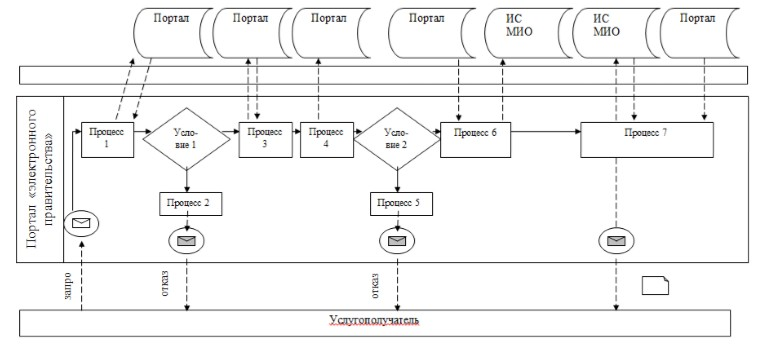 Портал
Портал
Портал
Портал
ИС
МИО
ИС
МИО
Портал
Портал «электронного
правительства»
Процесс
1
Усло-
вие 1
Процесс
3
Процесс
4
Усло-
вие 2
Процесс 6
Процесс 7
Процесс 2
Процесс 5
запро
отказ
отказ
Услугополучатель